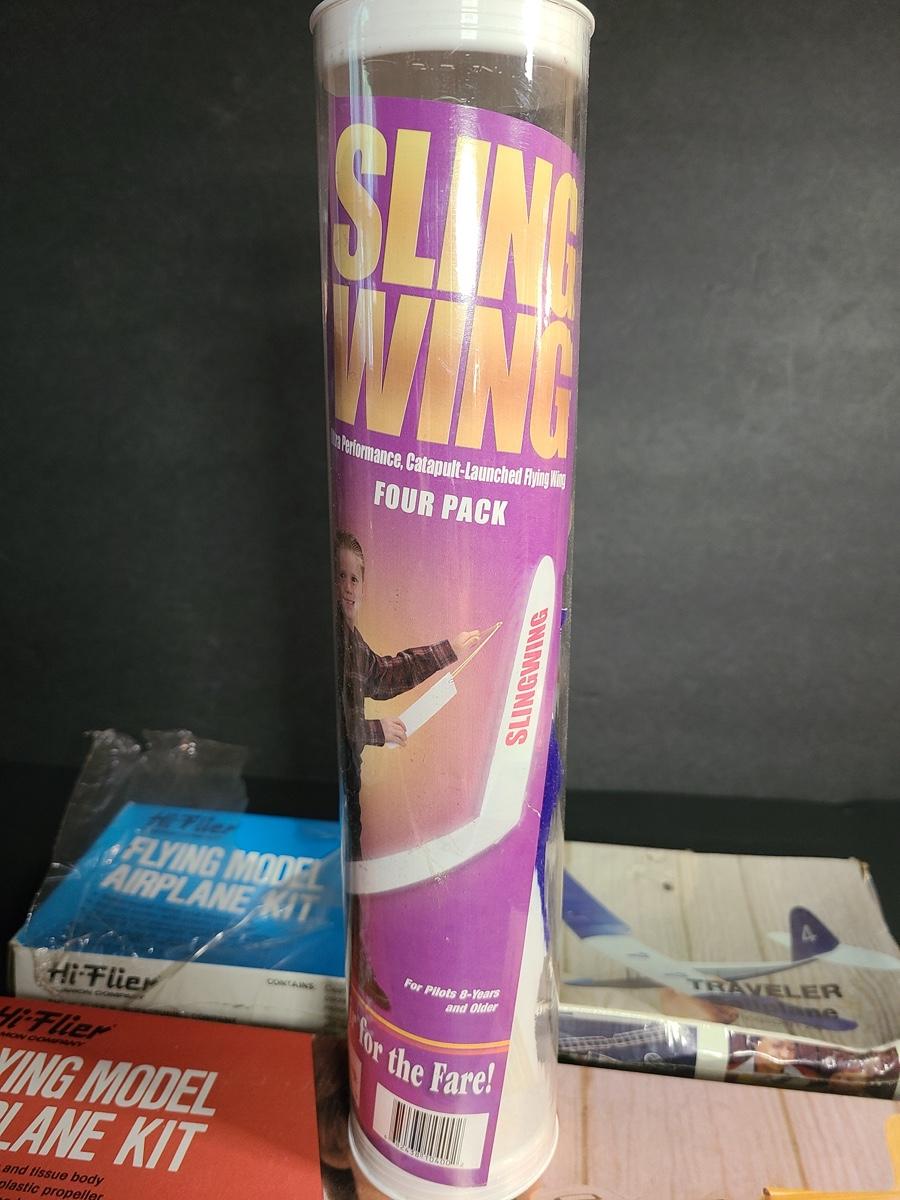 SLING
WING
Performance, Catapult-Launched Flying Wing
FOUR PACK
SLINGWING
For Pilots 8-Years
and Older
for the Fare!
Hi-Flier
FLYING MODEL
AIRPLANE KIT
Hi-Flier
CONTAINS:
4
TRAVELER
Hi-Flier
YING MODEL
LANE KIT
and tissue body
plastic propeller